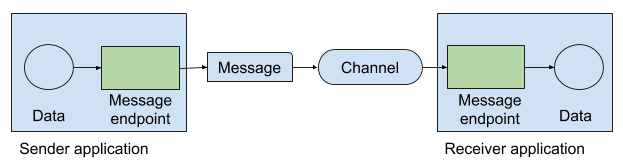 Message
Channel
Data
Message
endpoint
Message
endpoint
Data
Sender application
Receiver application